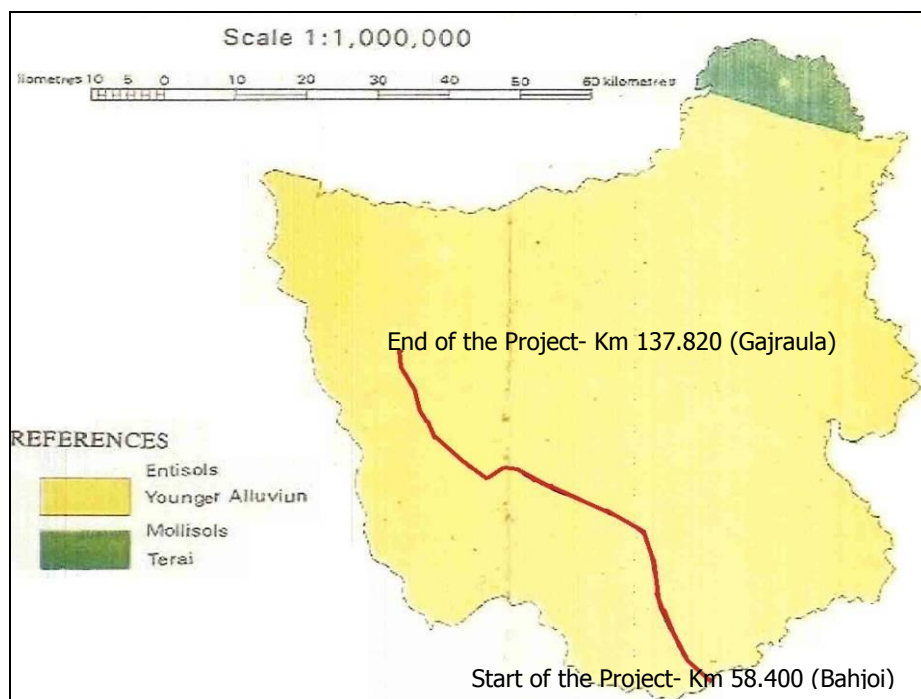 Scale 1:1,000,000
kilometres 10 5 0 10 20 30 40 50 60 kilometres
End of the Project- Km 137.820 (Gajraula)
REFERENCES
Entisols
Younger Alluviun
Mollisols
Terai
Start of the Project- Km 58.400 (Bahjoi)